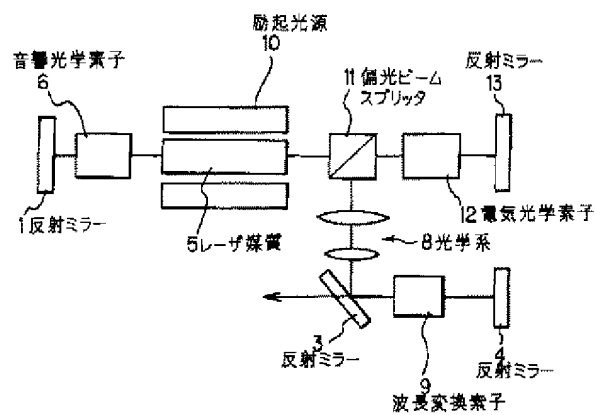 励起光源
10
音響光学素子
6
11 偏光ビーム
スプリッタ
反射ミラー
13
1 反射ミラー
5 レーザ媒質
12 電気光学素子
8 光学系
3
反射ミラー
9
波長変換素子
4
反射ミラー